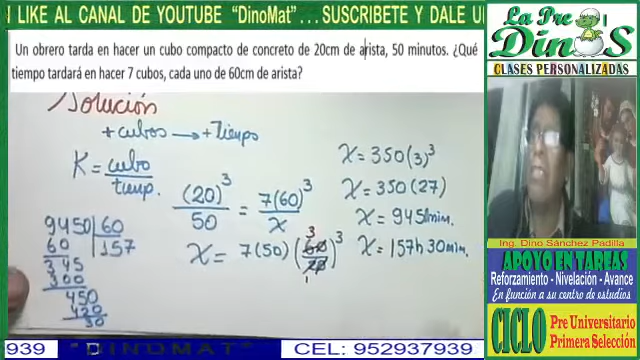 I LIKE AL CANAL DE YOUTUBE "DinoMat"... SUSCRIBETE Y DALE
La Pre
DinoS
CLASES PERSONALIZADAS
Un obrero tarda en hacer un cubo compacto de concreto de 20cm de arista, 50 minutos. ¿Qué
tiempo tardará en hacer 7 cubos, cada uno de 60cm de arista?
Solución
+ cubos → + Tiempo
K = cubo / tiemp.
(20)³ / 50 = 7(60)³ / x
x = 7(50) (60/20)³
3
1
x = 350(3)³
x = 350(27)
x = 9450min.
x = 157h 30min.
9450 | 60
60 157
345
300
450
420
30
Ing. Dino Sánchez Padilla
APOYO EN TAREAS
Reforzamiento - Nivelación - Avance
En función a su centro de estudios
CICLO Pre Universitario
Primera Selección
939 "DINOMAT" CEL: 952937939